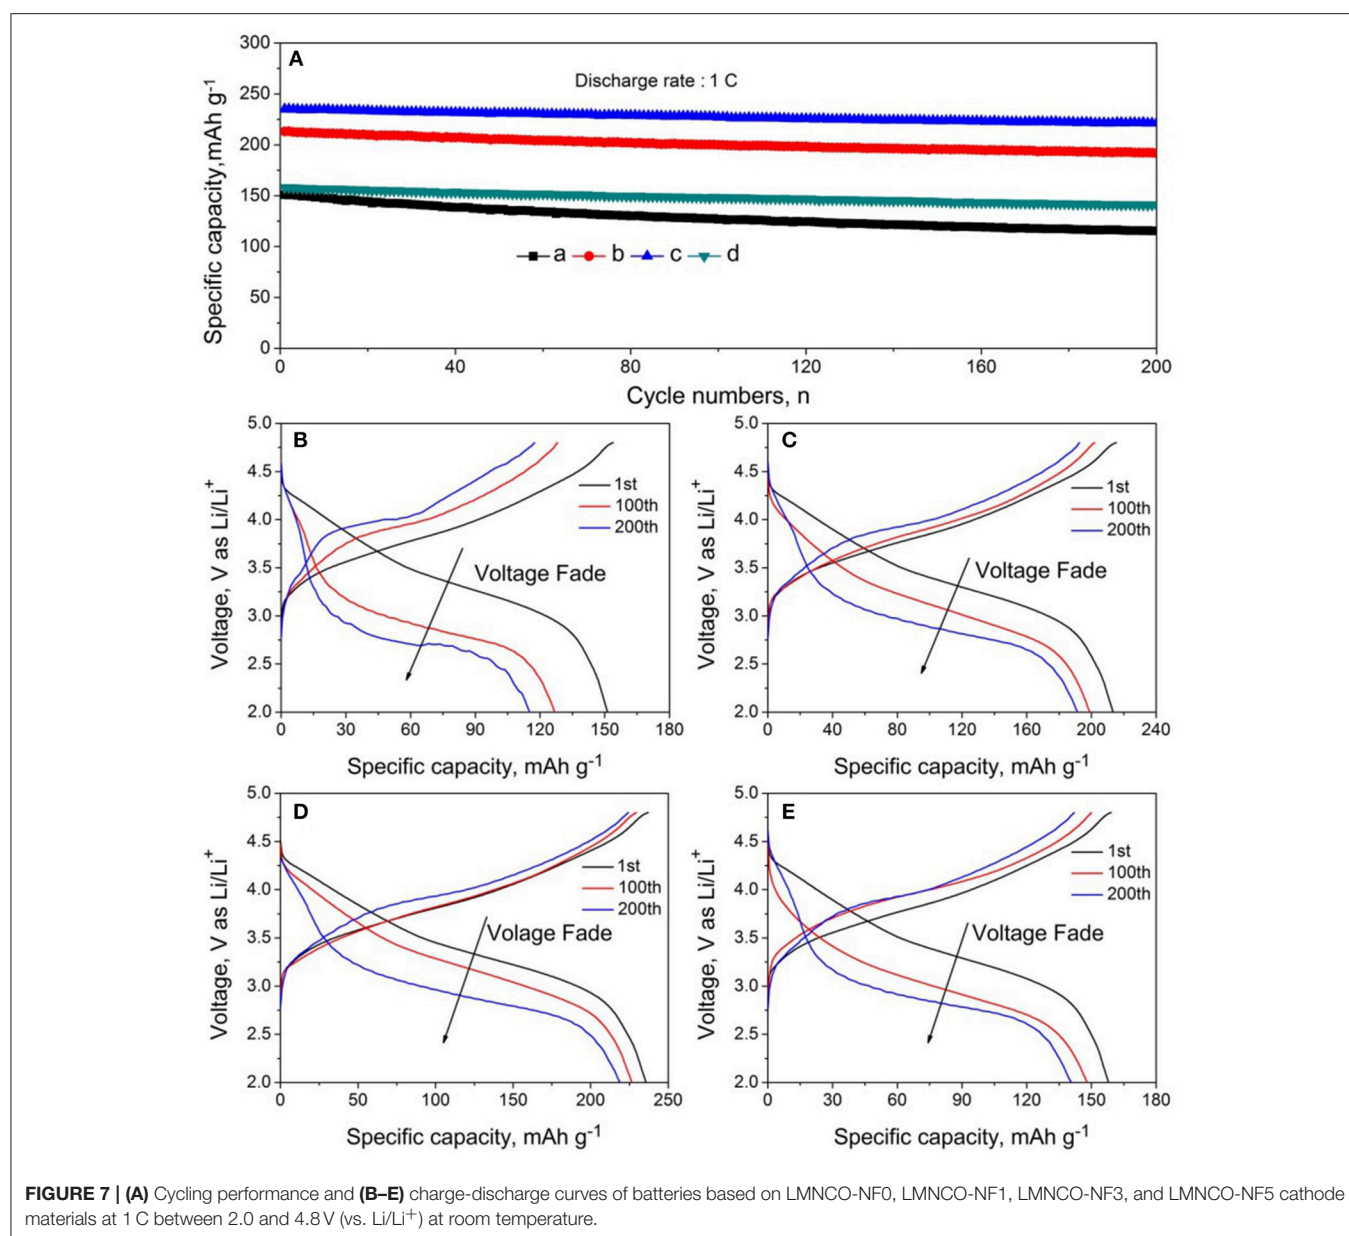 A
Discharge rate : 1 C
Specific capacity,mAh g-1
300
250
200
150
100
50
0
a b c d
0 40 80 120 160 200
Cycle numbers, n
B
Voltage, V as Li/Li+
5.0
4.5
4.0
3.5
3.0
2.5
2.0
1st
100th
200th
Voltage Fade
0 30 60 90 120 150 180
Specific capacity, mAh g-1
C
Voltage, V as Li/Li+
5.0
4.5
4.0
3.5
3.0
2.5
2.0
1st
100th
200th
Voltage Fade
0 40 80 120 160 200 240
Specific capacity, mAh g-1
D
Voltage, V as Li/Li+
5.0
4.5
4.0
3.5
3.0
2.5
2.0
1st
100th
200th
Volage Fade
0 50 100 150 200 250
Specific capacity, mAh g-1
E
Voltage, V as Li/Li+
5.0
4.5
4.0
3.5
3.0
2.5
2.0
1st
100th
200th
Voltage Fade
0 30 60 90 120 150 180
Specific capacity, mAh g-1
FIGURE 7 | (A) Cycling performance and (B–E) charge-discharge curves of batteries based on LMNCO-NF0, LMNCO-NF1, LMNCO-NF3, and LMNCO-NF5 cathode
materials at 1 C between 2.0 and 4.8 V (vs. Li/Li+) at room temperature.